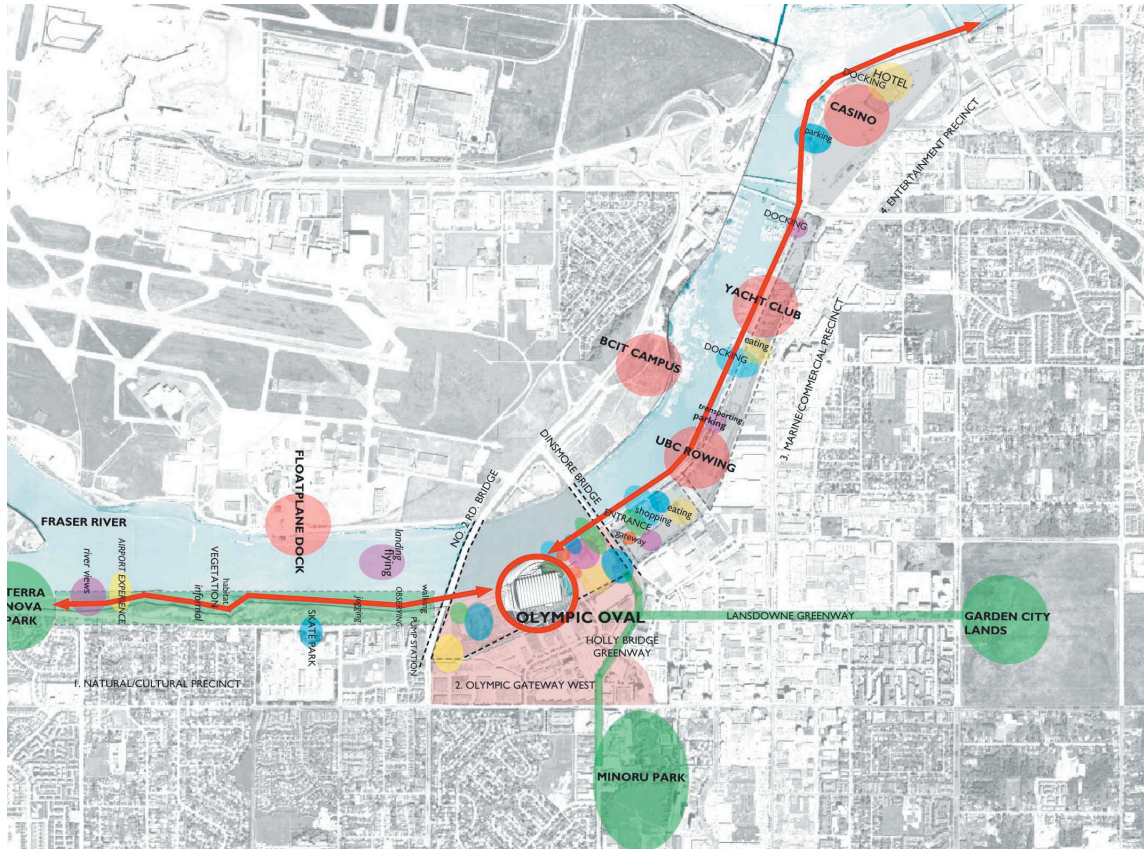 DOCKING
HOTEL
CASINO
parking
4. ENTERTAINMENT PRECINCT
DOCKING
YACHT CLUB
eating
DOCKING
BCIT CAMPUS
3. MARINE/COMMERCIAL PRECINCT
transporting
parking
UBC ROWING
DINSMORE BRIDGE
NO. 2 RD. BRIDGE
FLOATPLANE DOCK
FRASER RIVER
eating
shopping
ENTRANCE
gateway
landing
flying
river views
AIRPORT EXPERIENCE
habitat
VEGETATION
informal
jogging
OBSERVING
walking
PUMP STATION
TERRA
NOVA
PARK
SKATE PARK
OLYMPIC OVAL
LANSDOWNE GREENWAY
GARDEN CITY
LANDS
HOLLY BRIDGE
GREENWAY
1. NATURAL/CULTURAL PRECINCT
2. OLYMPIC GATEWAY WEST
MINORU PARK